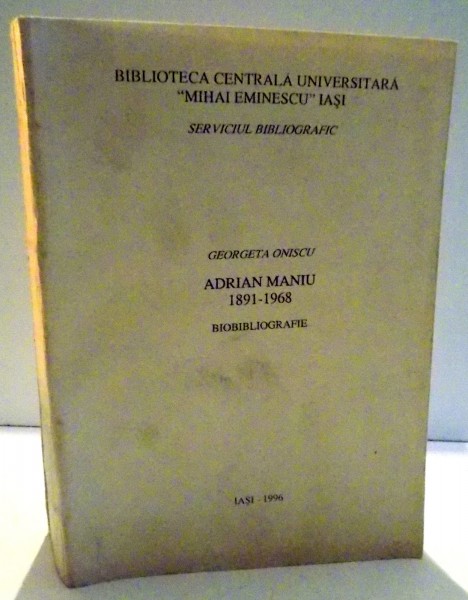 BIBLIOTECA CENTRALĂ UNIVERSITARĂ
"MIHAI EMINESCU" IAŞI
SERVICIUL BIBLIOGRAFIC
GEORGETA ONISCU
ADRIAN MANIU
1891-1968
BIOBIBLIOGRAFIE
IAŞI - 1996